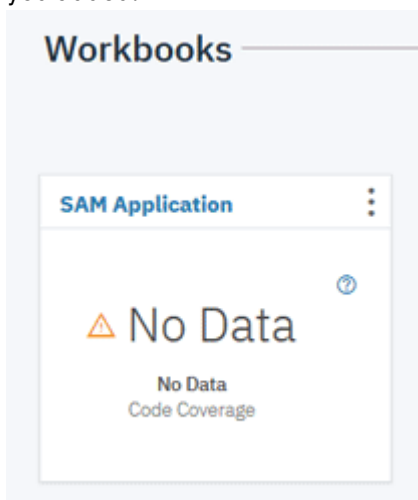 Workbooks
SAM Application
No Data
No Data
Code Coverage